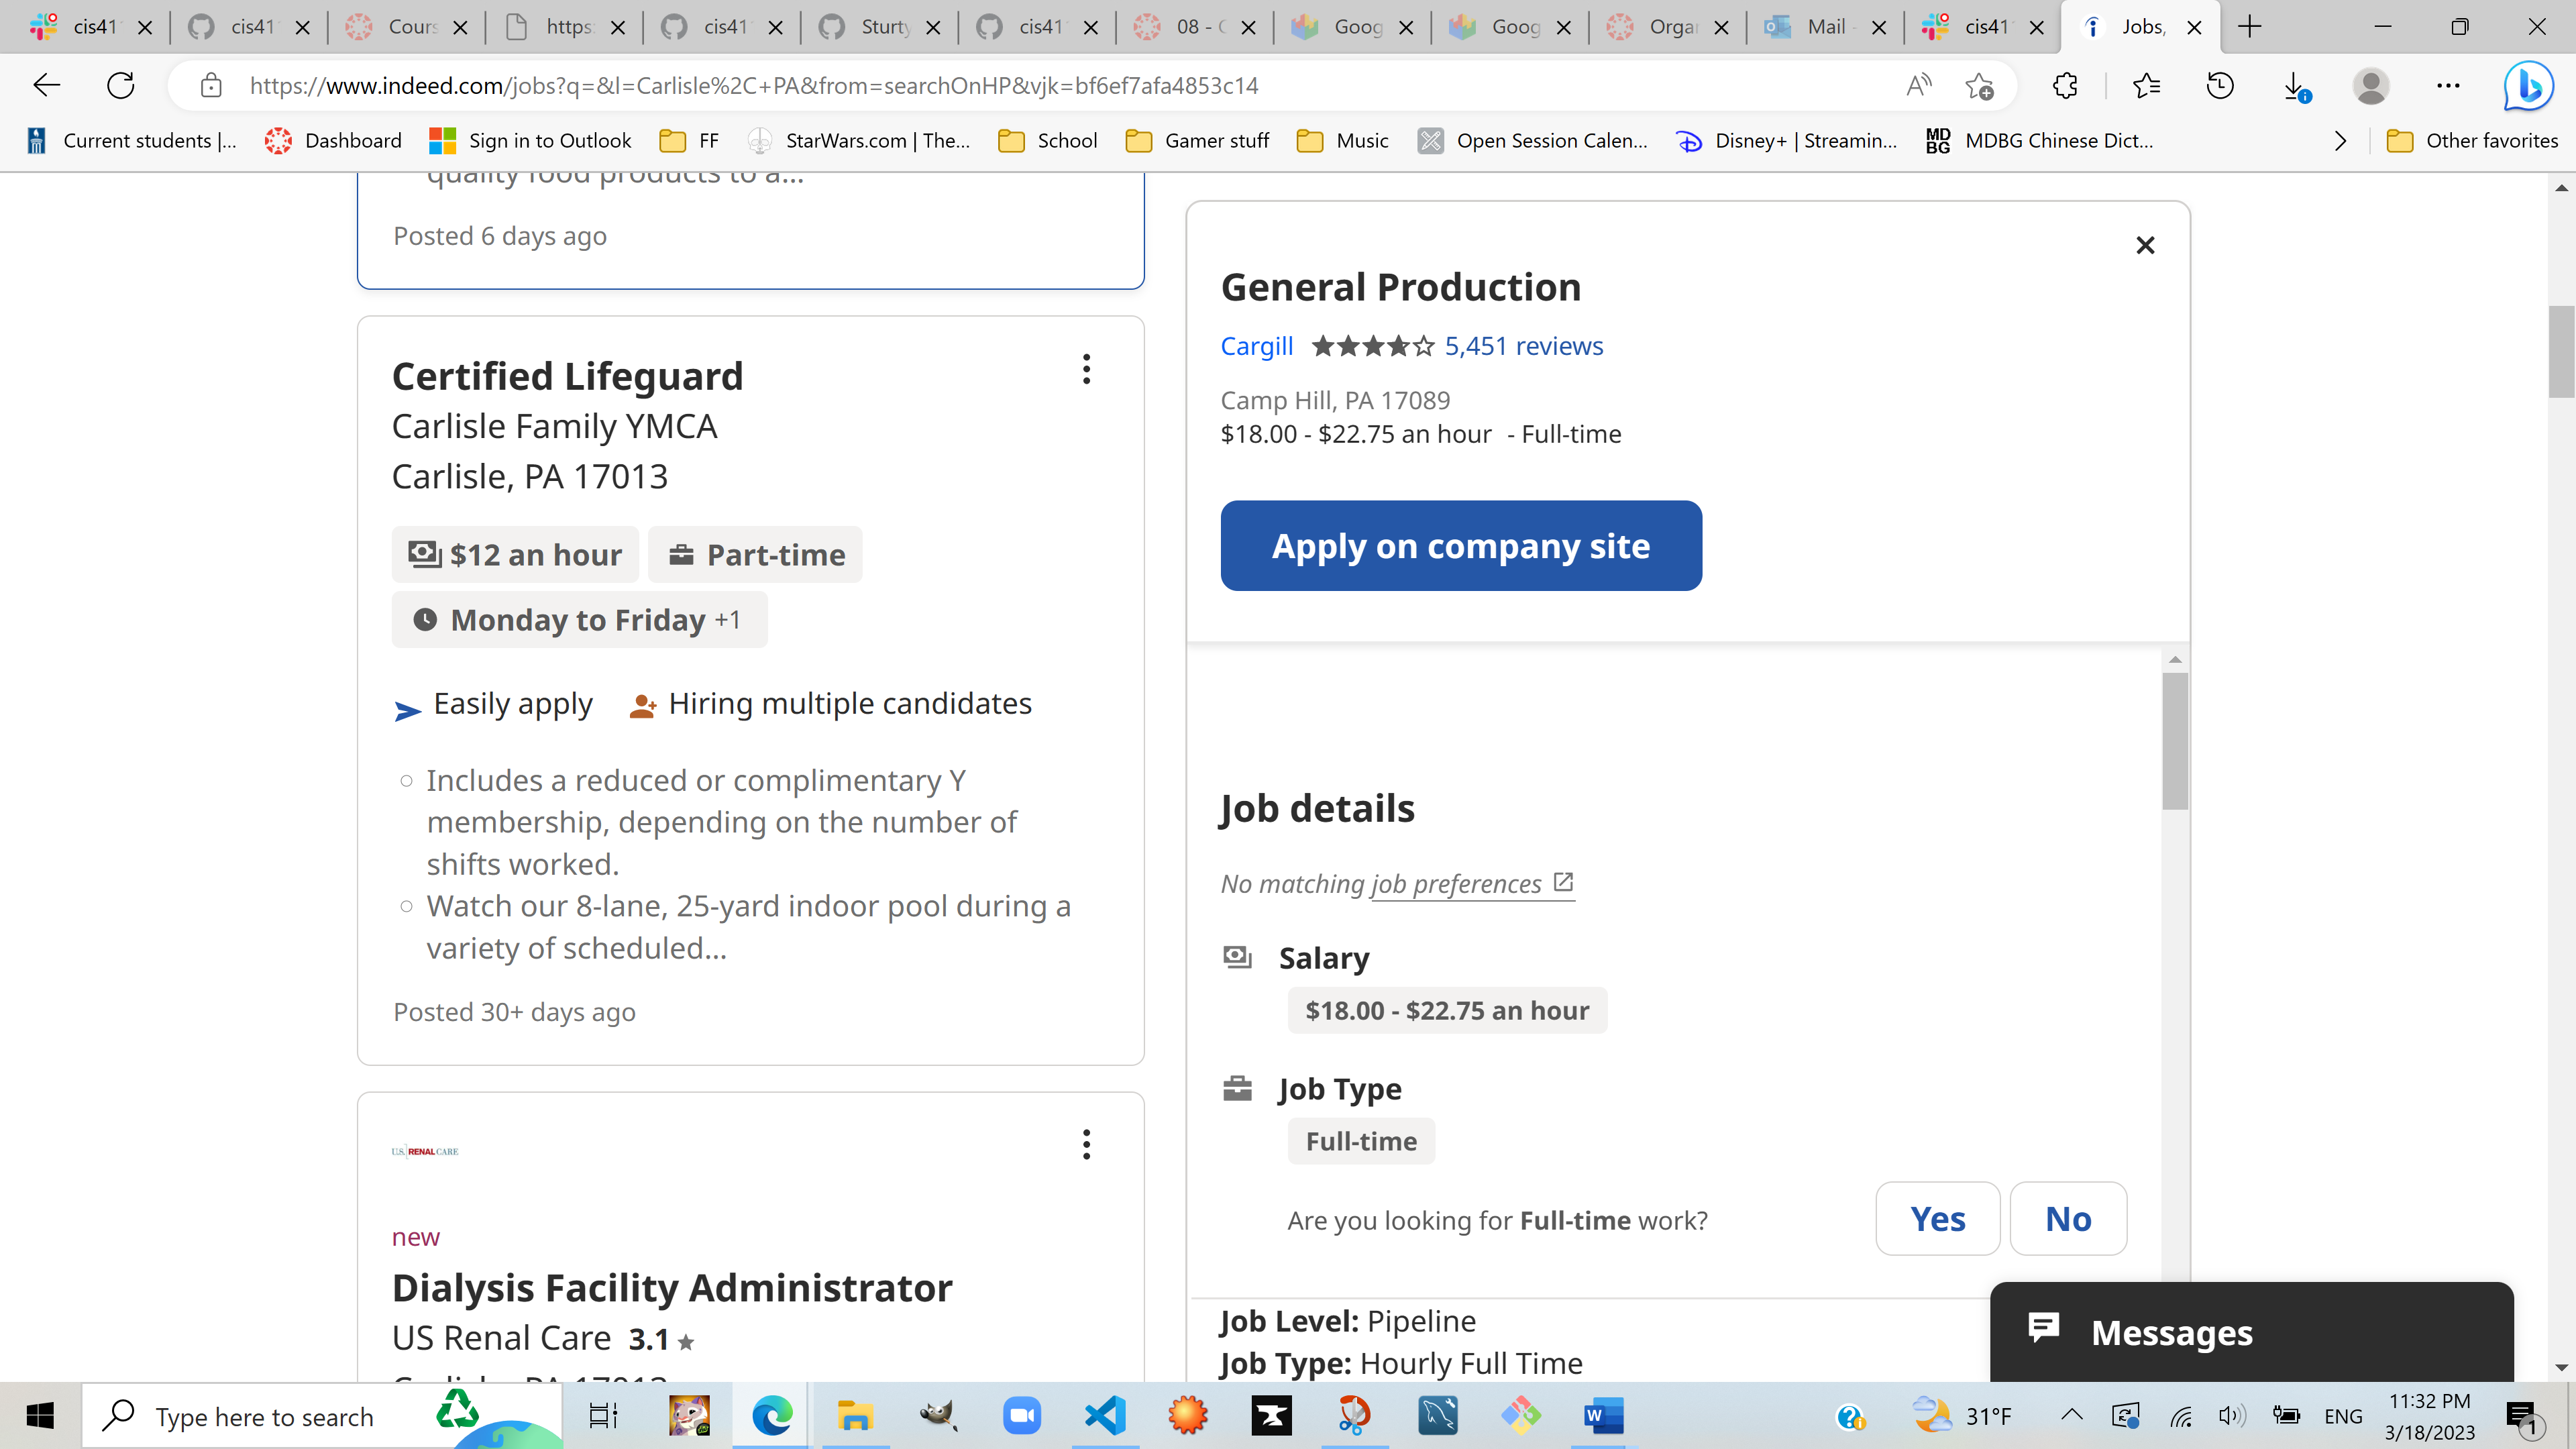 cis41
cis41
Cours
https:
cis41
Sturty
cis41
08 - C
Goog
Goog
Orgar
Mail -
cis41
Jobs,
https://www.indeed.com/jobs?q=&l=Carlisle%2C+PA&from=searchOnHP&vjk=bf6ef7afa4853c14
Current students |...
Dashboard
Sign in to Outlook
FF
StarWars.com | The...
School
Gamer stuff
Music
Open Session Calen...
Disney+ | Streamin...
MDBG Chinese Dict...
Other favorites
quality food products to a...
Posted 6 days ago
Certified Lifeguard
Carlisle Family YMCA
Carlisle, PA 17013
$12 an hour
Part-time
Monday to Friday +1
Easily apply
Hiring multiple candidates
Includes a reduced or complimentary Y
membership, depending on the number of
shifts worked.
Watch our 8-lane, 25-yard indoor pool during a
variety of scheduled...
Posted 30+ days ago
U.S. RENAL CARE
new
Dialysis Facility Administrator
US Renal Care 3.1
Carlisle, PA 17013
General Production
Cargill 5,451 reviews
Camp Hill, PA 17089
$18.00 - $22.75 an hour - Full-time
Apply on company site
Job details
No matching job preferences
Salary
$18.00 - $22.75 an hour
Job Type
Full-time
Are you looking for Full-time work?
Yes
No
Job Level: Pipeline
Job Type: Hourly Full Time
Messages
Type here to search
31°F
ENG
11:32 PM
3/18/2023
1